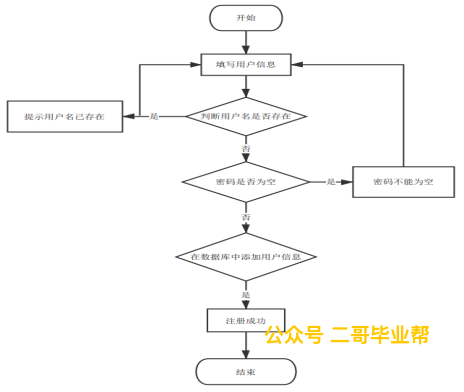 开始
填写用户信息
提示用户名已存在
是
判断用户名是否存在
否
密码是否为空
是
密码不能为空
否
在数据库中添加用户信息
是
注册成功
公众号 二哥毕业帮
结束